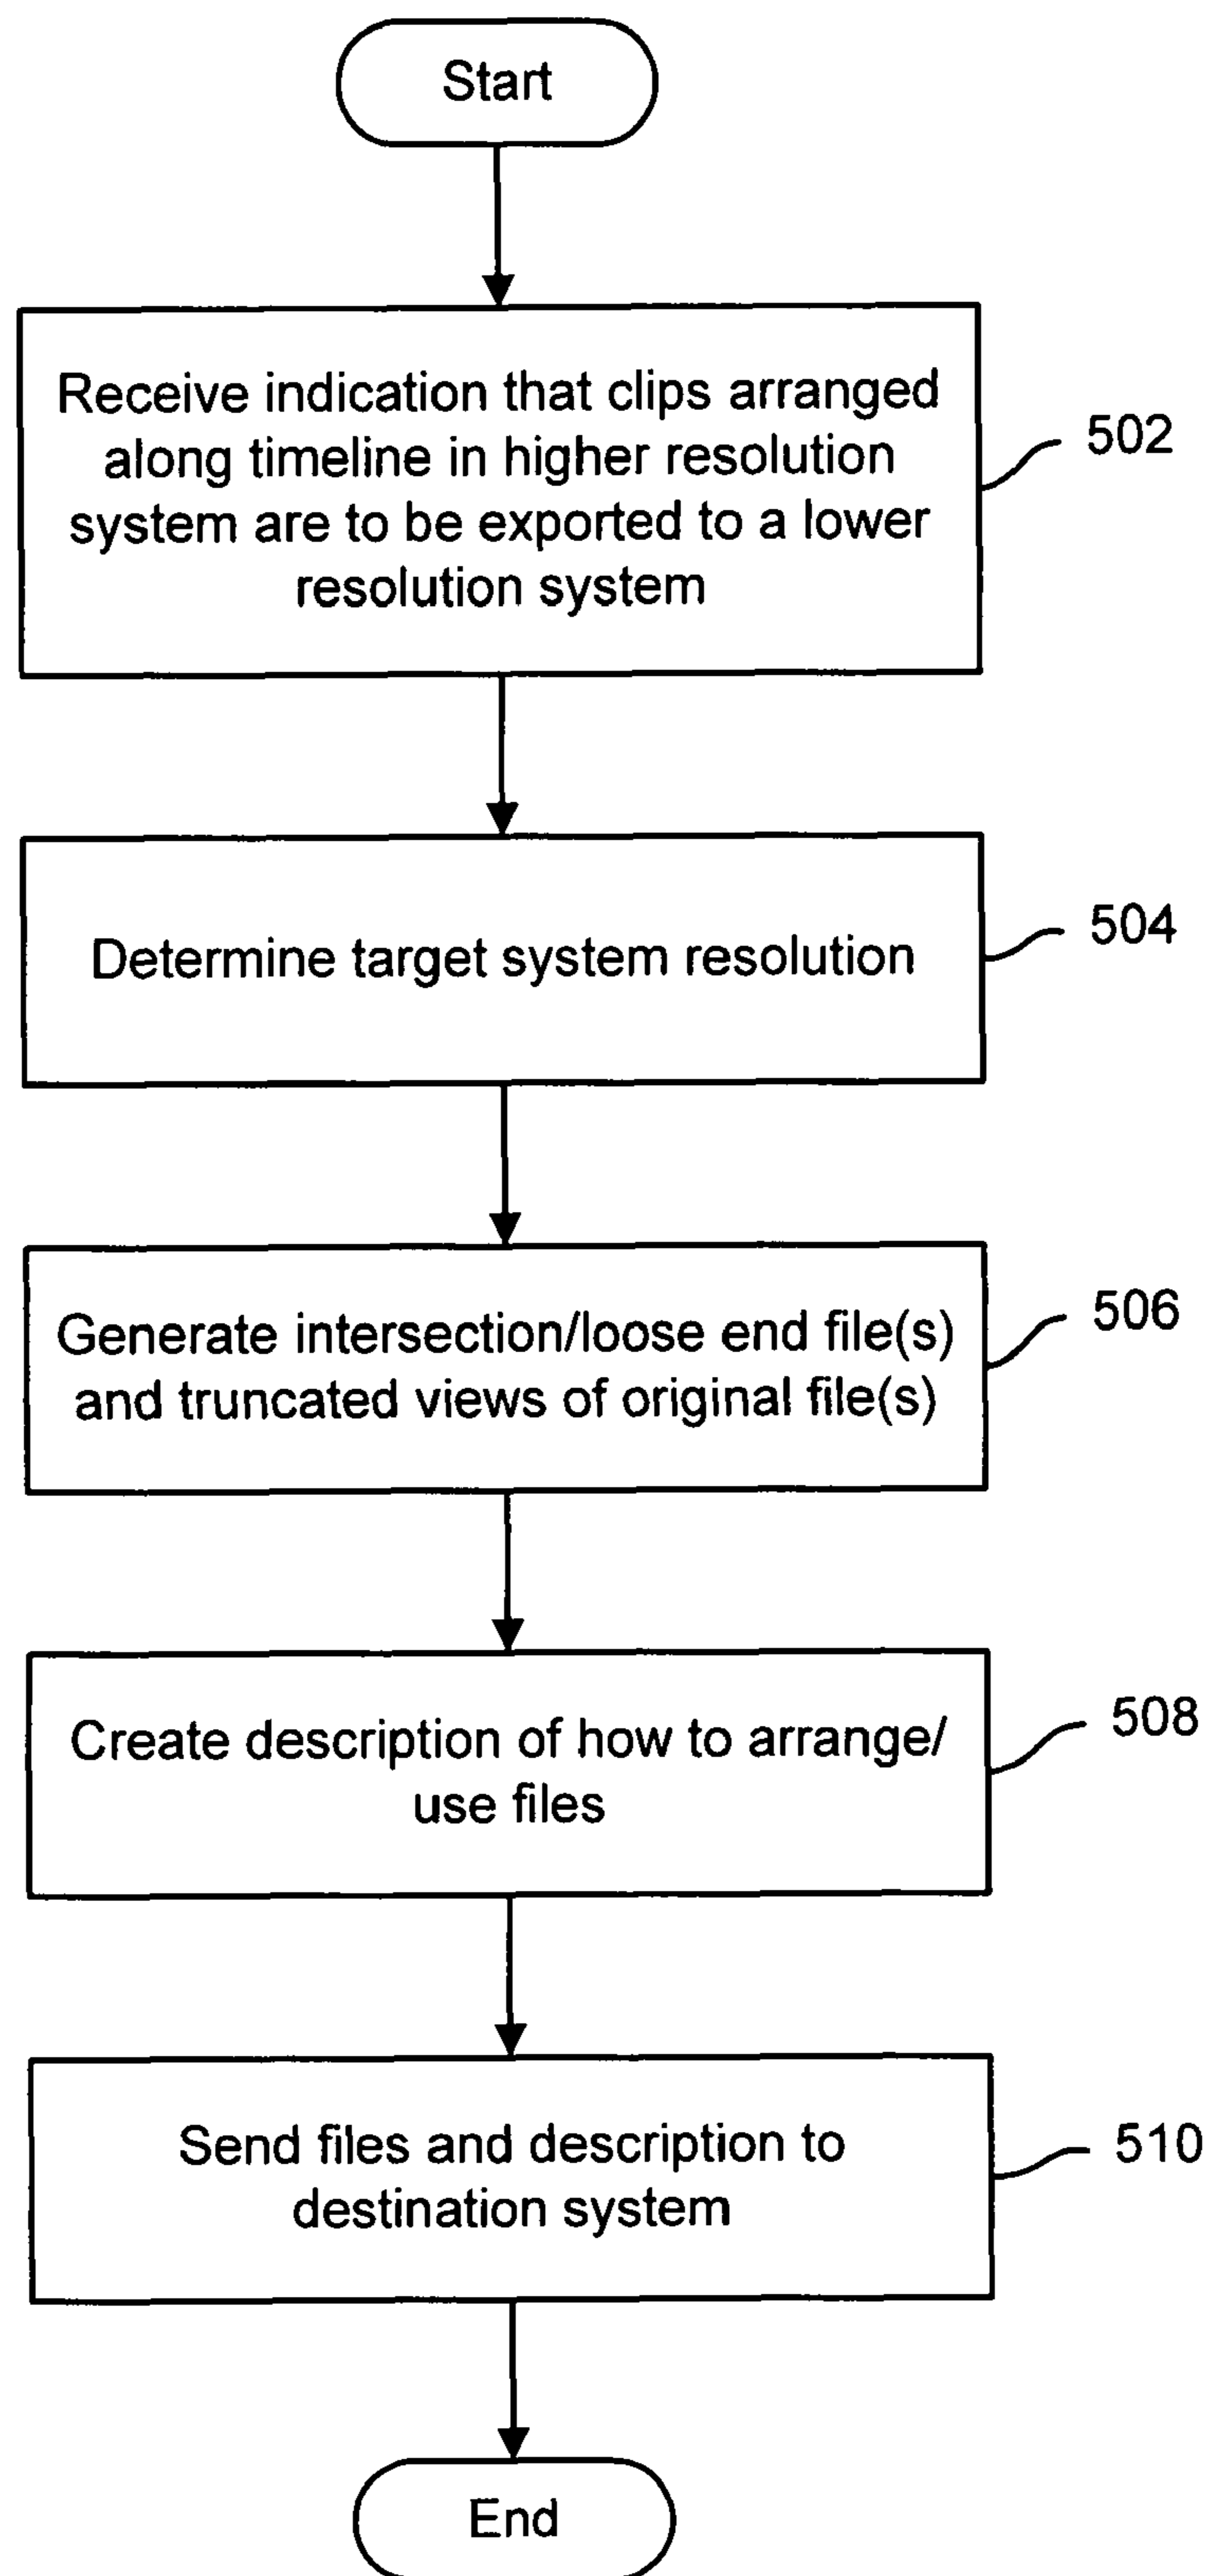 Start
Receive indication that clips arranged
along timeline in higher resolution
system are to be exported to a lower
resolution system
502
Determine target system resolution
504
Generate intersection/loose end file(s)
and truncated views of original file(s)
506
Create description of how to arrange/
use files
508
Send files and description to
destination system
510
End